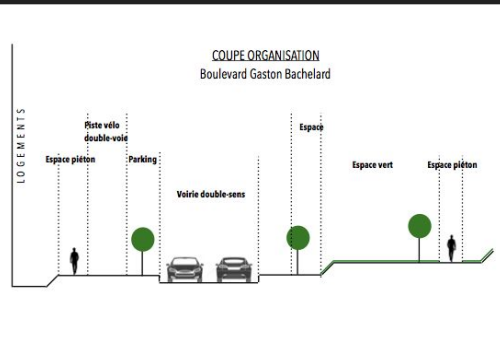 COUPE ORGANISATION
Boulevard Gaston Bachelard
LOGEMENTS
Piste vélo
double-voie
Espace
Espace piéton
Parking
Espace vert
Espace piéton
Voirie double-sens